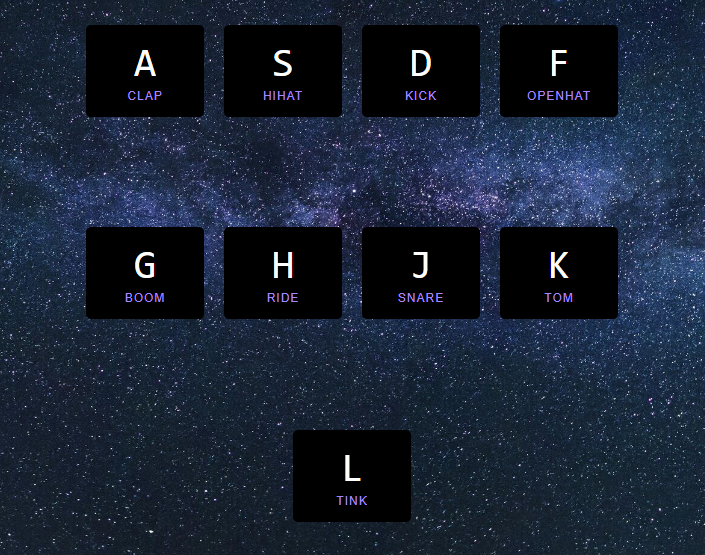 A S D F
CLAP HIHAT KICK OPENHAT
G H J K
BOOM RIDE SNARE TOM
L
TINK